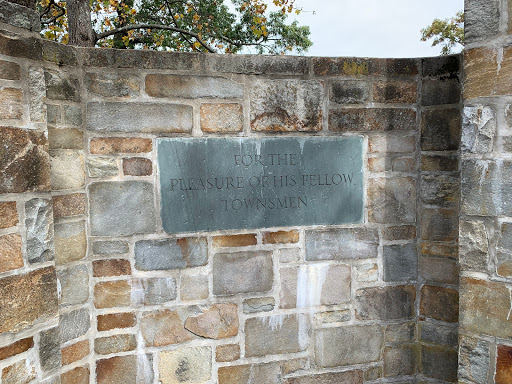 FOR THE
PLEASURE OF HIS FELLOW
TOWNSMEN